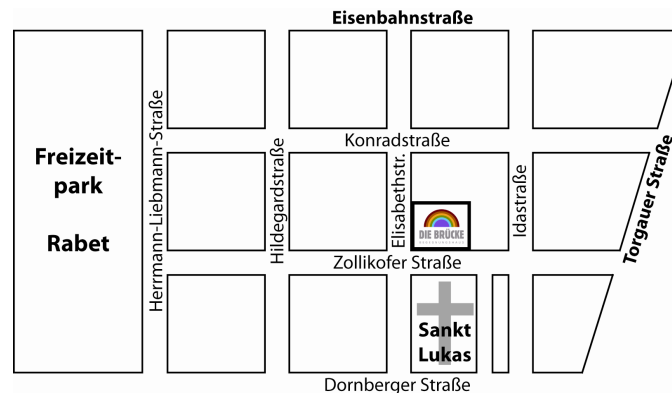 Eisenbahnstraße
Freizeit-
park
Rabet
Herrmann-Liebmann-Straße
Hildegardstraße
Konradstraße
Elisabethstr.
Idastraße
Torgauer Straße
DIE BRÜCKE
Zollikofer Straße
Sankt
Lukas
Dornberger Straße